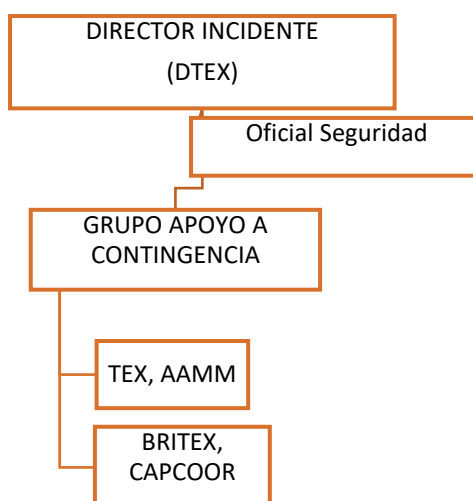 DIRECTOR INCIDENTE
(DTEX)
Oficial Seguridad
GRUPO APOYO A
CONTINGENCIA
TEX, AAMM
BRITEX,
CAPCOOR